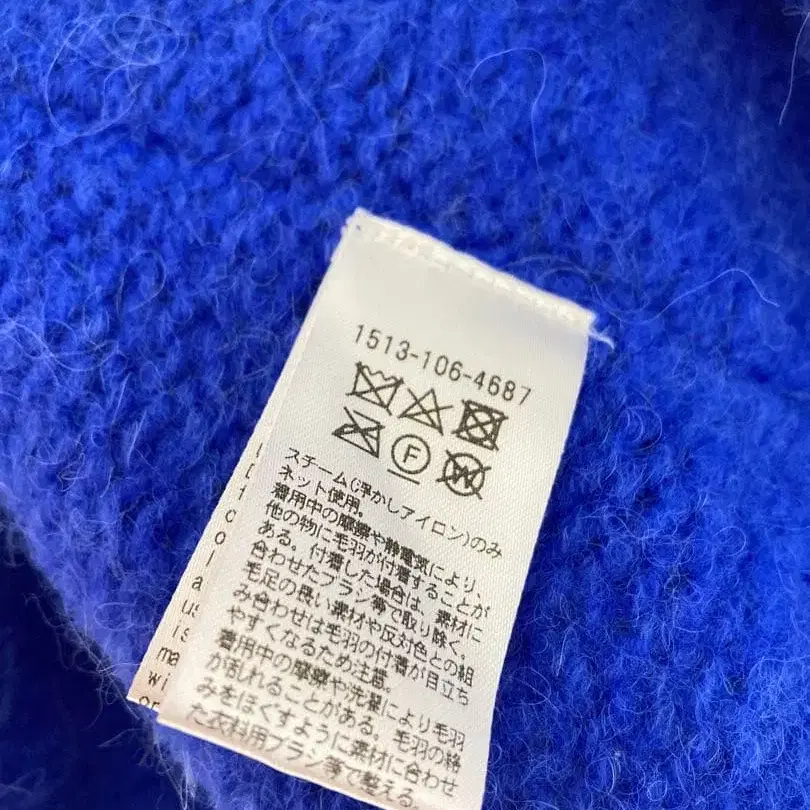 1513-106-4687
F
W
スチーム(浮かしアイロン)のみ
ネット使用。
着用中の摩擦や静電気により、
他の物に毛羽が付着することが
ある。付着した場合は、素材に
合わせたブラシ等で取り除く。
毛足の長い素材や反対色との組
み合わせは毛羽の付着が目立ち
やすくなるため注意。
着用中の摩擦や洗濯により毛羽
が乱れることがある。毛羽の絡
みをほぐすように素材に合わせ
た衣料用ブラシ等で整える。